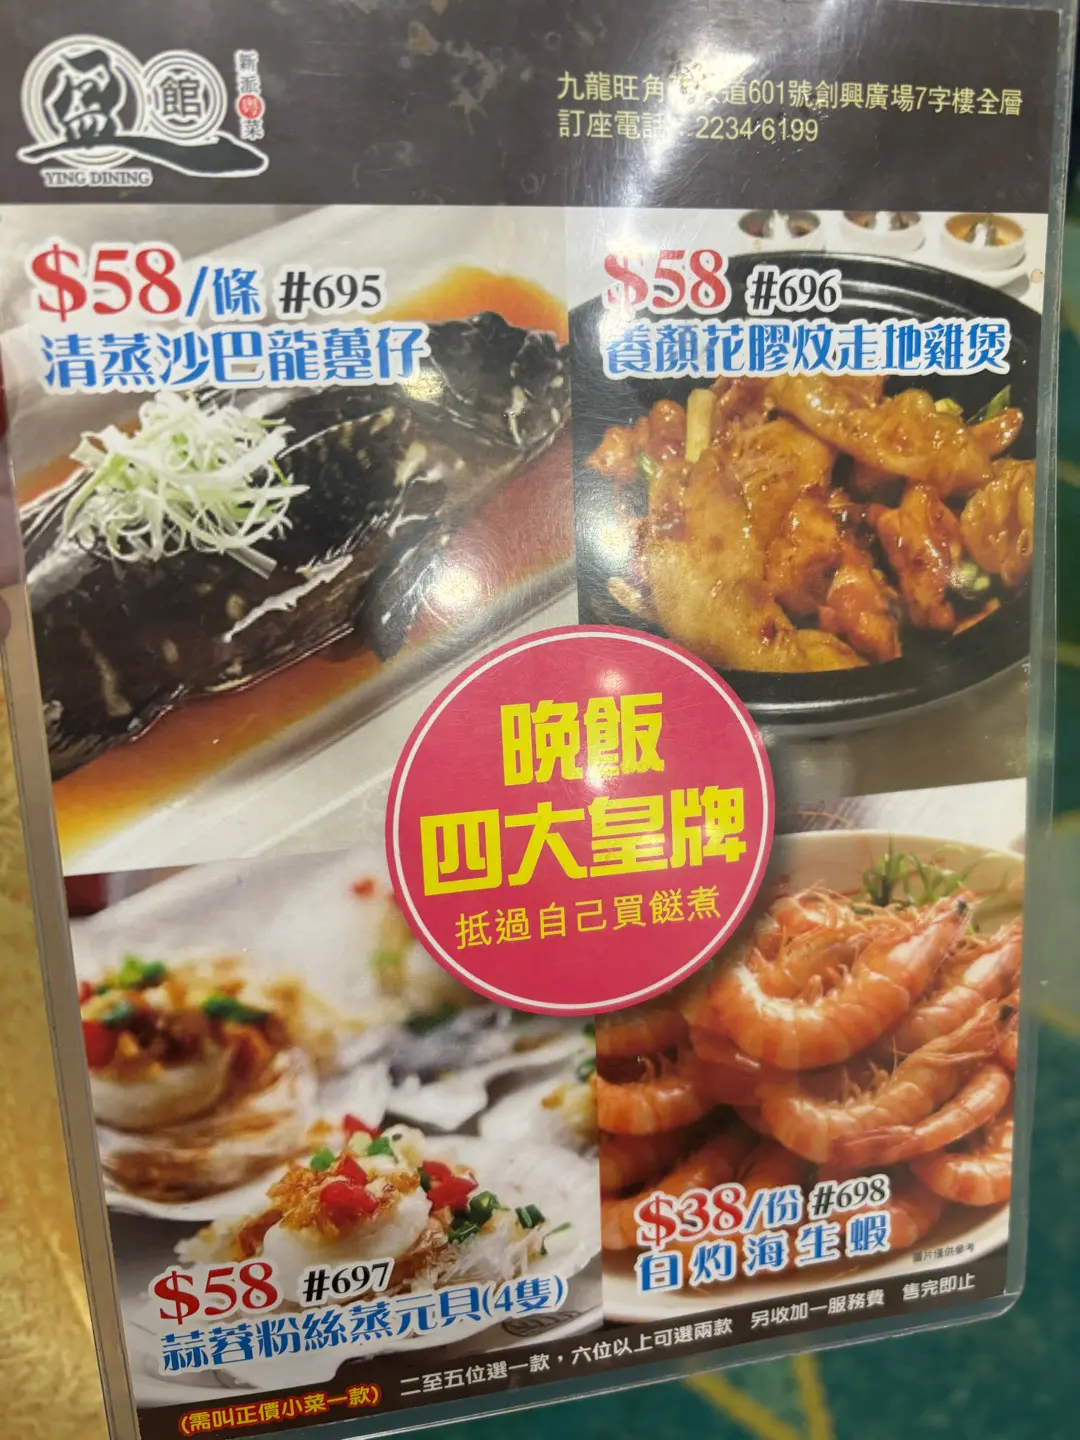 盈館
新派粵菜
YING DINING
九龍旺角 道601號創興廣場7字樓全層
訂座電話 2234 6199
$58/條 #695
清蒸沙巴龍躉仔
$58 #696
養顏花膠炆走地雞煲
晚飯
四大皇牌
抵過自己買餸煮
$58 #697
蒜蓉粉絲蒸元貝(4隻)
$38/份 #698
白灼海生蝦
圖片僅供參考
(需叫正價小菜一款) 二至五位選一款，六位以上可選兩款 另收加一服務費 售完即止